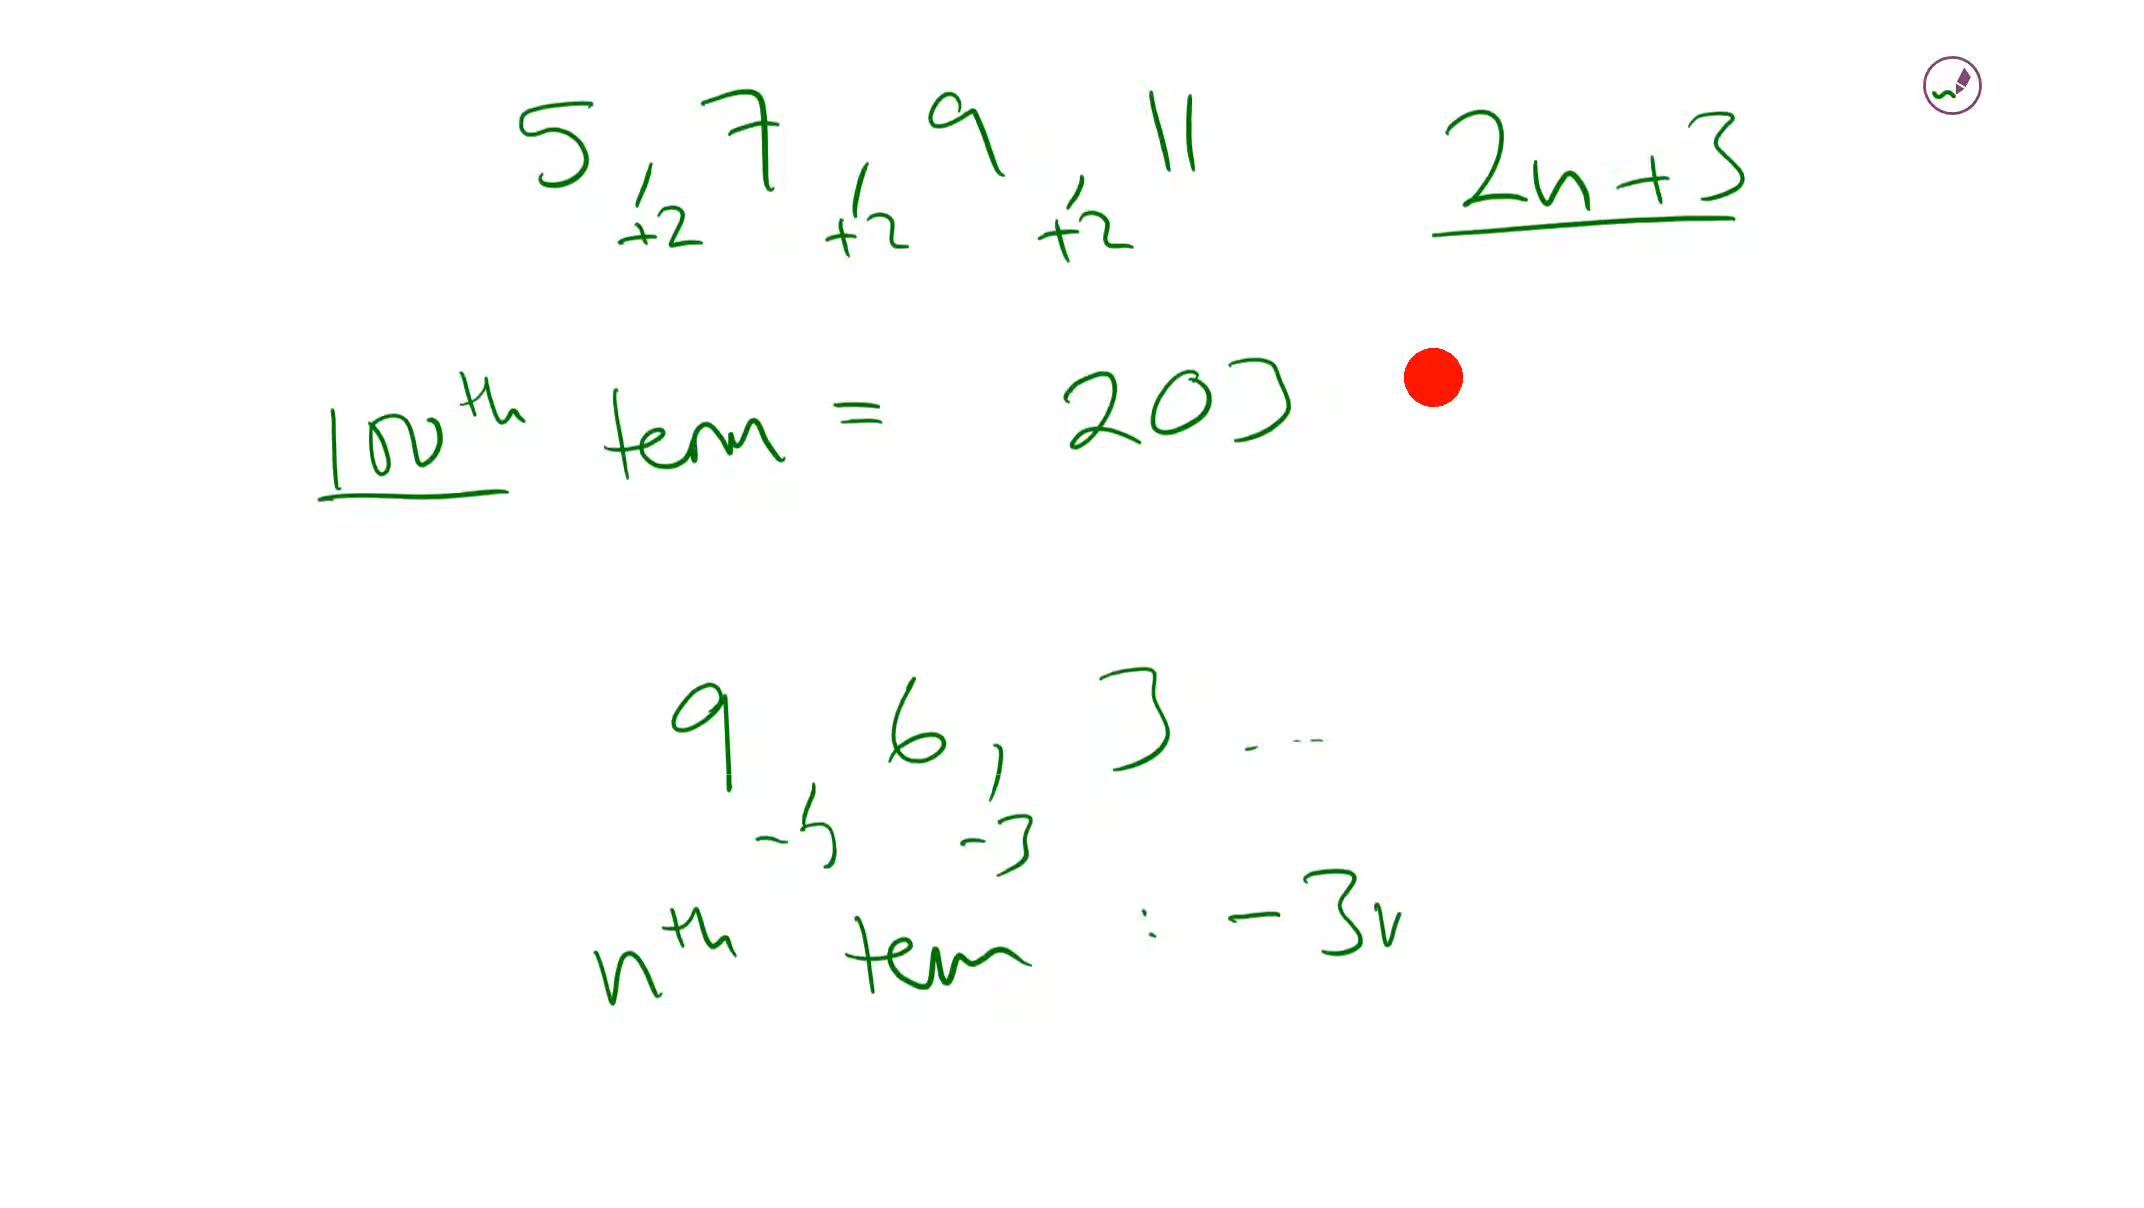 5, 7, 9, 11 2n+3
+2 +2 +2
100th term = 203
9, 6, 3 ...
-3 -3
nth term : -3n